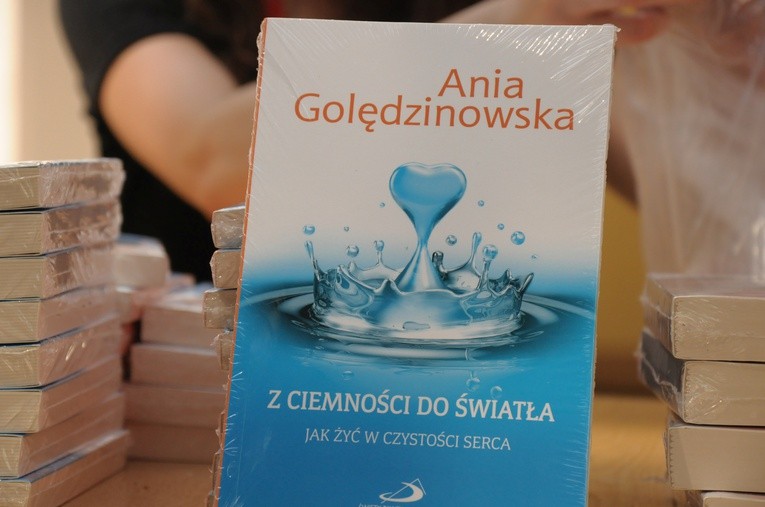 Ania
Golędzinowska
Z CIEMNOŚCI DO ŚWIATŁA
JAK ŻYĆ W CZYSTOŚCI SERCA